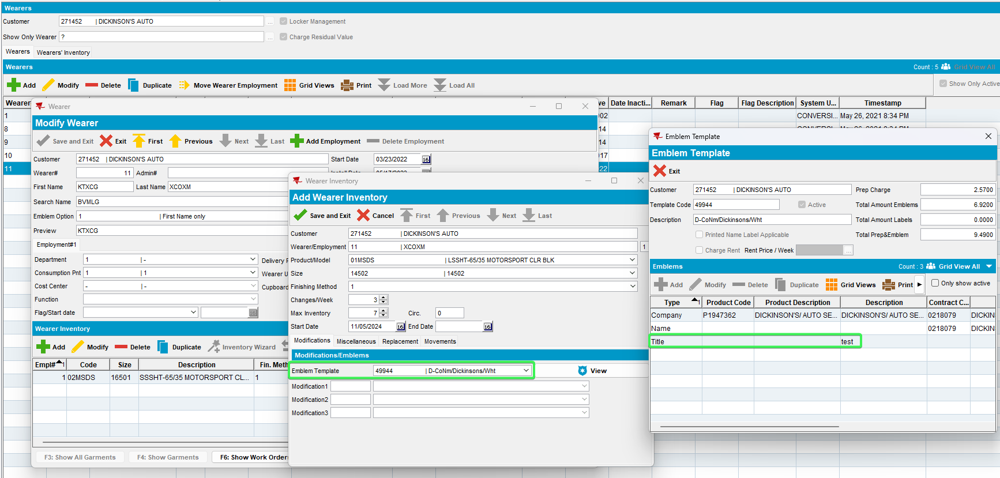 Wearers
Customer 271452 | DICKINSON'S AUTO ... Locker Management
Show Only Wearer ? ... Charge Residual Value
Wearers Wearers' Inventory
Wearers Count : 5 Grid View All
Add Modify Delete Duplicate Move Wearer Employment Grid Views Print Load More Load All Show Only Active
Wearer Date Inacti... Remark Flag Flag Description System U... Timestamp
1 CONVERSI... May 26, 2021 8:34 PM
8
9
10
11
Wearer
Modify Wearer
Save and Exit Exit First Previous Next Last Add Employment Delete Employment
Customer 271452 | DICKINSON'S AUTO Start Date 03/23/2022 16
Wearer# 11 Admin#
First Name KTXCG Last Name XCOXM
Search Name BVMLG
Emblem Option 1 | First Name only
Preview KTXCG
Employment#1
Department 1 | -
Consumption Pnt 1 | 1
Cost Center - | -
Function
Flag/Start date 16
Wearer Inventory
Add Modify Delete Duplicate Inventory Wizard
Empl# 1 Code Size Description Fin. Meth
1 02MSDS 16501 SSSHT-65/35 MOTORSPORT CL... 1
F3: Show All Garments F4: Show Garments F6: Show Work Orders
Wearer Inventory
Add Wearer Inventory
Save and Exit Cancel First Previous Next Last
Customer 271452 | DICKINSON'S AUTO
Wearer/Employment 11 | XCOXM 1
Product/Model 01MSDS | LSSHT-65/35 MOTORSPORT CLR BLK
Size 14502 | 14502
Finishing Method 1
Changes/Week 3
Max Inventory 7 Circ. 0
Start Date 11/05/2024 16 End Date 16
Modifications Miscellaneous Replacement Movements
Modifications/Emblems
Emblem Template 49944 | D-CoNm/Dickinsons/Wht View
Modification1
Modification2
Modification3
Emblem Template
Emblem Template
Exit
Customer 271452 | DICKINSON'S AUTO Prep Charge 2.5700
Template Code 49944 Active Total Amount Emblems 6.9200
Description D-CoNm/Dickinsons/Wht Total Amount Labels 0.0000
Printed Name Label Applicable Total Prep&Emblem 9.4900
Charge Rent Rent Price / Week ...
Emblems Count : 3 Grid View All
Add Modify Delete Duplicate Grid Views Print Only show active
Type 1 Product Code Product Description Description Contract C...
Company P1947362 DICKINSON'S/ AUTO SE... DICKINSON'S/ AUTO SE... 0218079 DICKIN
Name 0218079 DICKIN
Title test